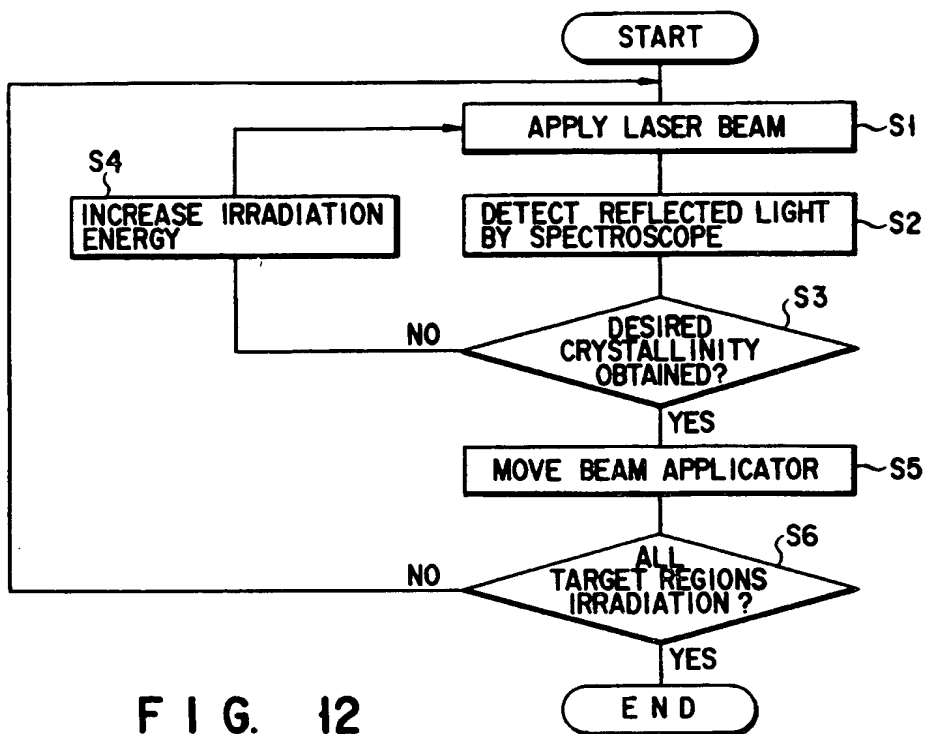 START
APPLY LASER BEAM
S1
S4
INCREASE IRRADIATION
ENERGY
DETECT REFLECTED LIGHT
BY SPECTROSCOPE
S2
S3
DESIRED
CRYSTALLINITY
OBTAINED?
NO
YES
MOVE BEAM APPLICATOR
S5
S6
ALL
TARGET REGIONS
IRRADIATION?
NO
YES
END
FIG. 12